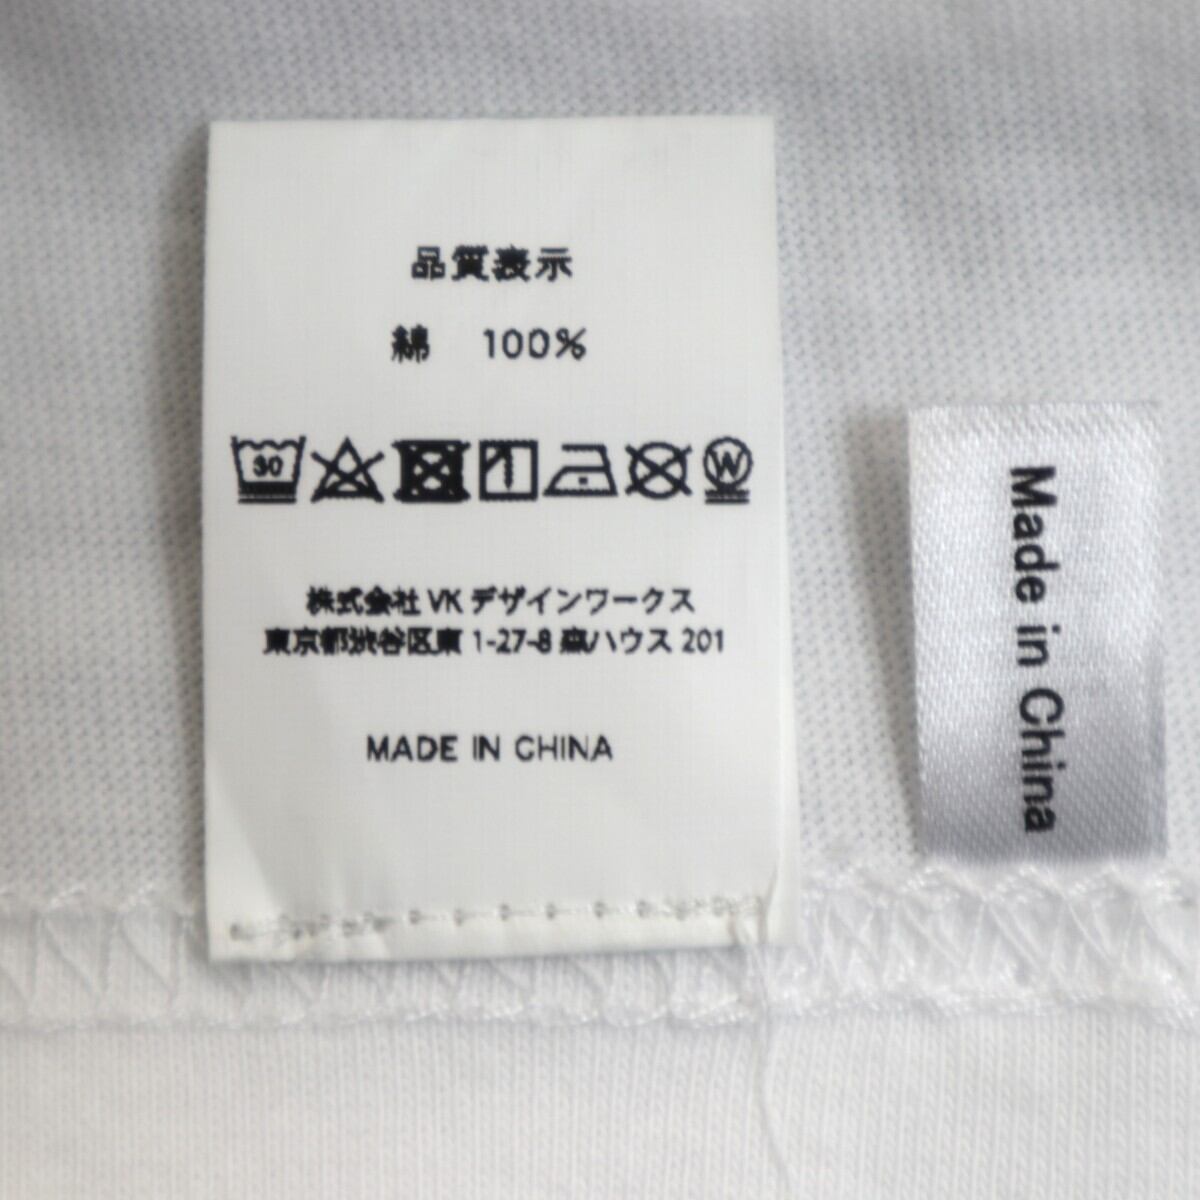 品質表示
綿 100%
30
W
株式会社 VK デザインワークス
東京都渋谷区東 1-27-8 森ハウス 201
MADE IN CHINA
Made in China